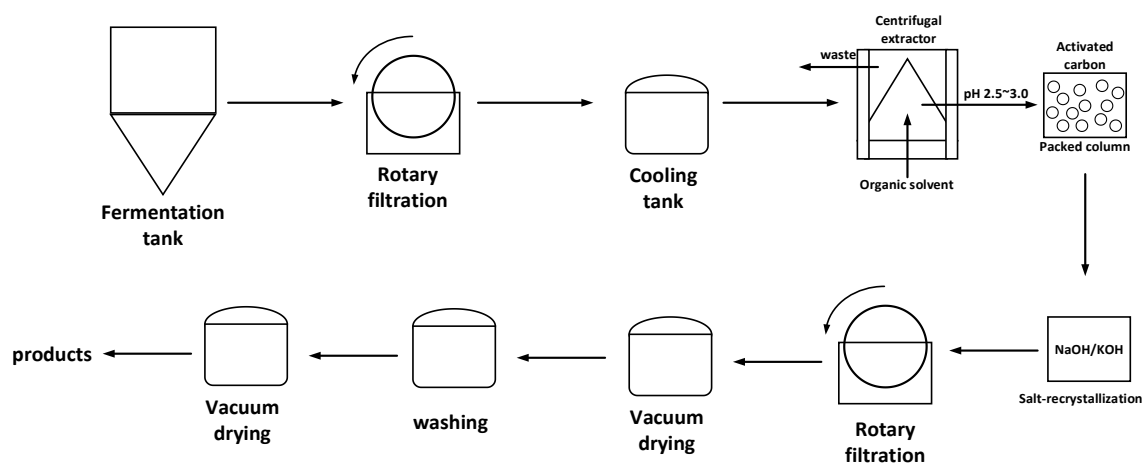 Fermentation
tank
Rotary
filtration
Cooling
tank
Centrifugal
extractor
waste
pH 2.5~3.0
Organic solvent
Activated
carbon
Packed column
NaOH/KOH
Salt-recrystallization
Rotary
filtration
Vacuum
drying
washing
Vacuum
drying
products